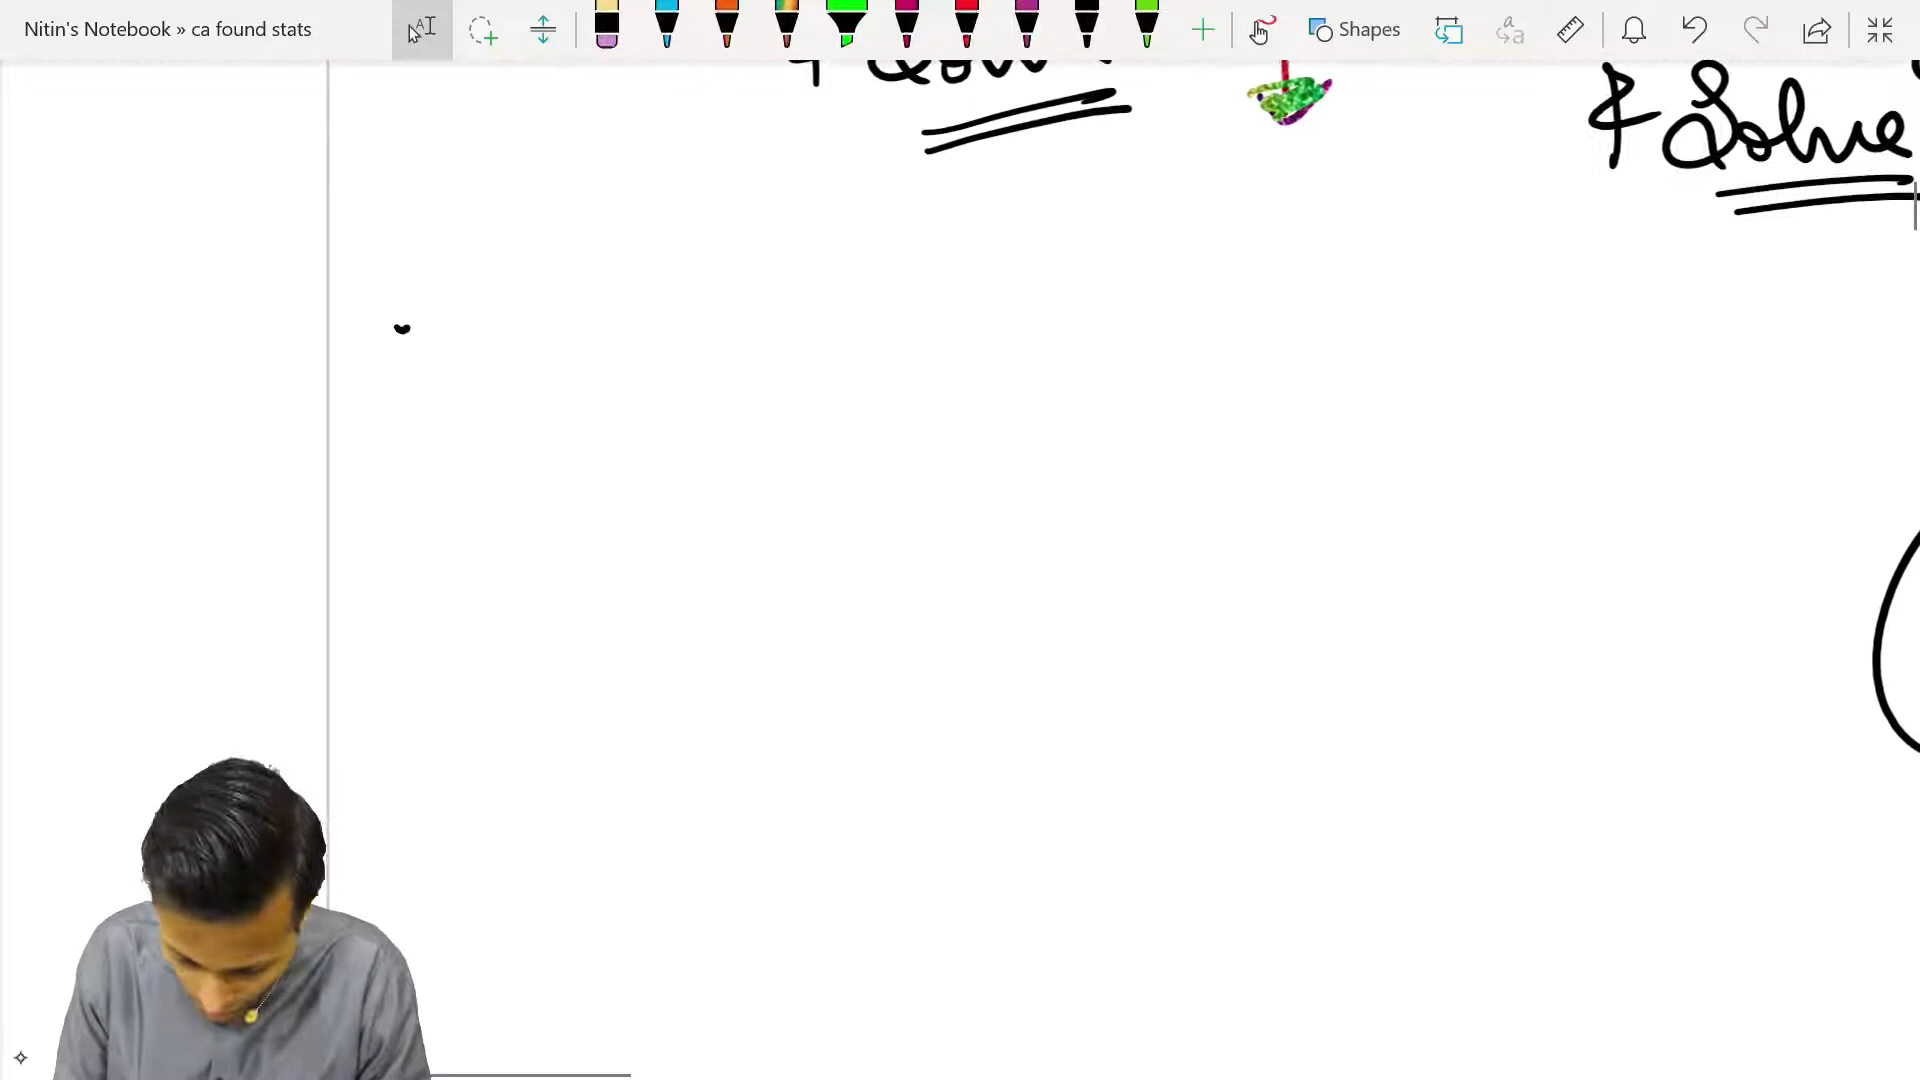 Nitin's Notebook » ca found stats
Shapes
& Solve